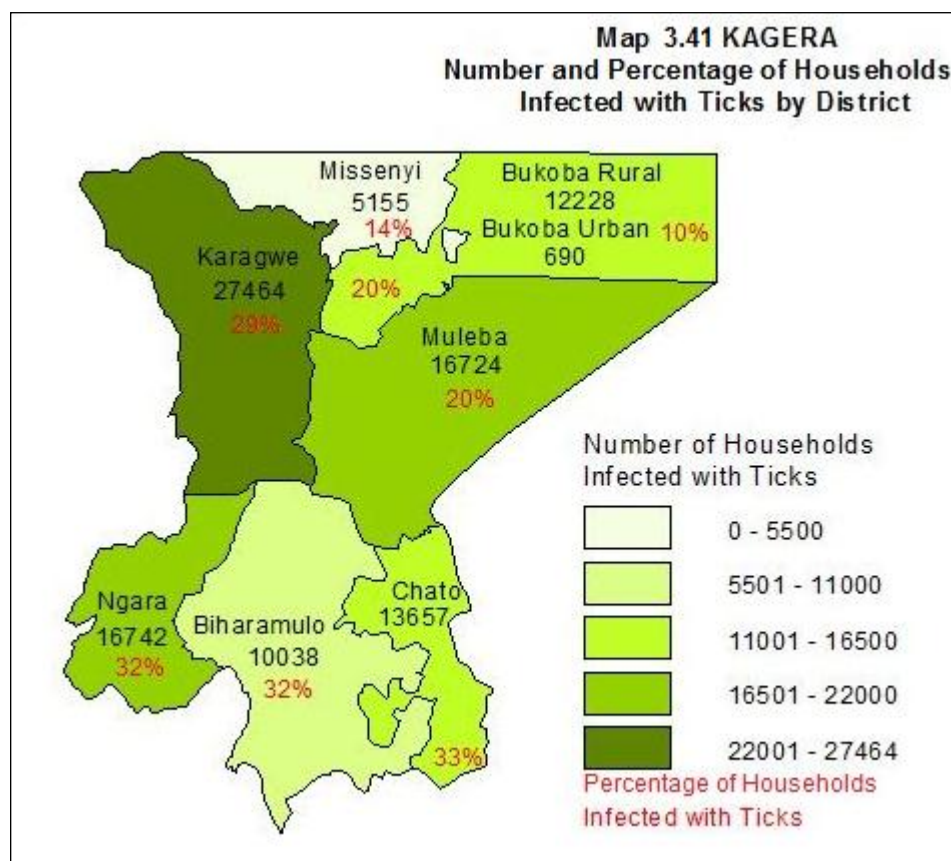 Map 3.41 KAGERA
Number and Percentage of Households
Infected with Ticks by District
Missenyi
5155
14%
Bukoba Rural
12228
Bukoba Urban 10%
690
Karagwe
27464
29%
20%
Muleba
16724
20%
Ngara
16742
32%
Biharamulo
10038
32%
Chato
13657
33%
Number of Households
Infected with Ticks
0 - 5500
5501 - 11000
11001 - 16500
16501 - 22000
22001 - 27464
Percentage of Households
Infected with Ticks